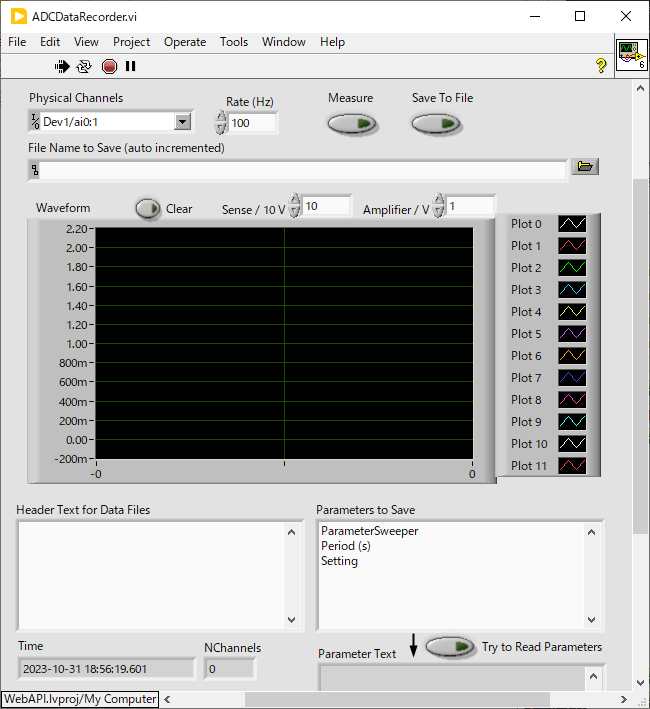 ADCDataRecorder.vi
File Edit View Project Operate Tools Window Help
6
Physical Channels
Rate (Hz)
Measure
Save To File
I/O Dev1/ai0:1
100
File Name to Save (auto incremented)
Waveform
Clear
Sense / 10 V
10
Amplifier / V
1
2.20
2.00
1.80
1.60
1.40
1.20
1.00
800m
600m
400m
200m
0.00
-200m
-0
0
Plot 0
Plot 1
Plot 2
Plot 3
Plot 4
Plot 5
Plot 6
Plot 7
Plot 8
Plot 9
Plot 10
Plot 11
Header Text for Data Files
Parameters to Save
ParameterSweeper
Period (s)
Setting
Time
2023-10-31 18:56:19.601
NChannels
0
Parameter Text
Try to Read Parameters
WebAPI.lvproj/My Computer